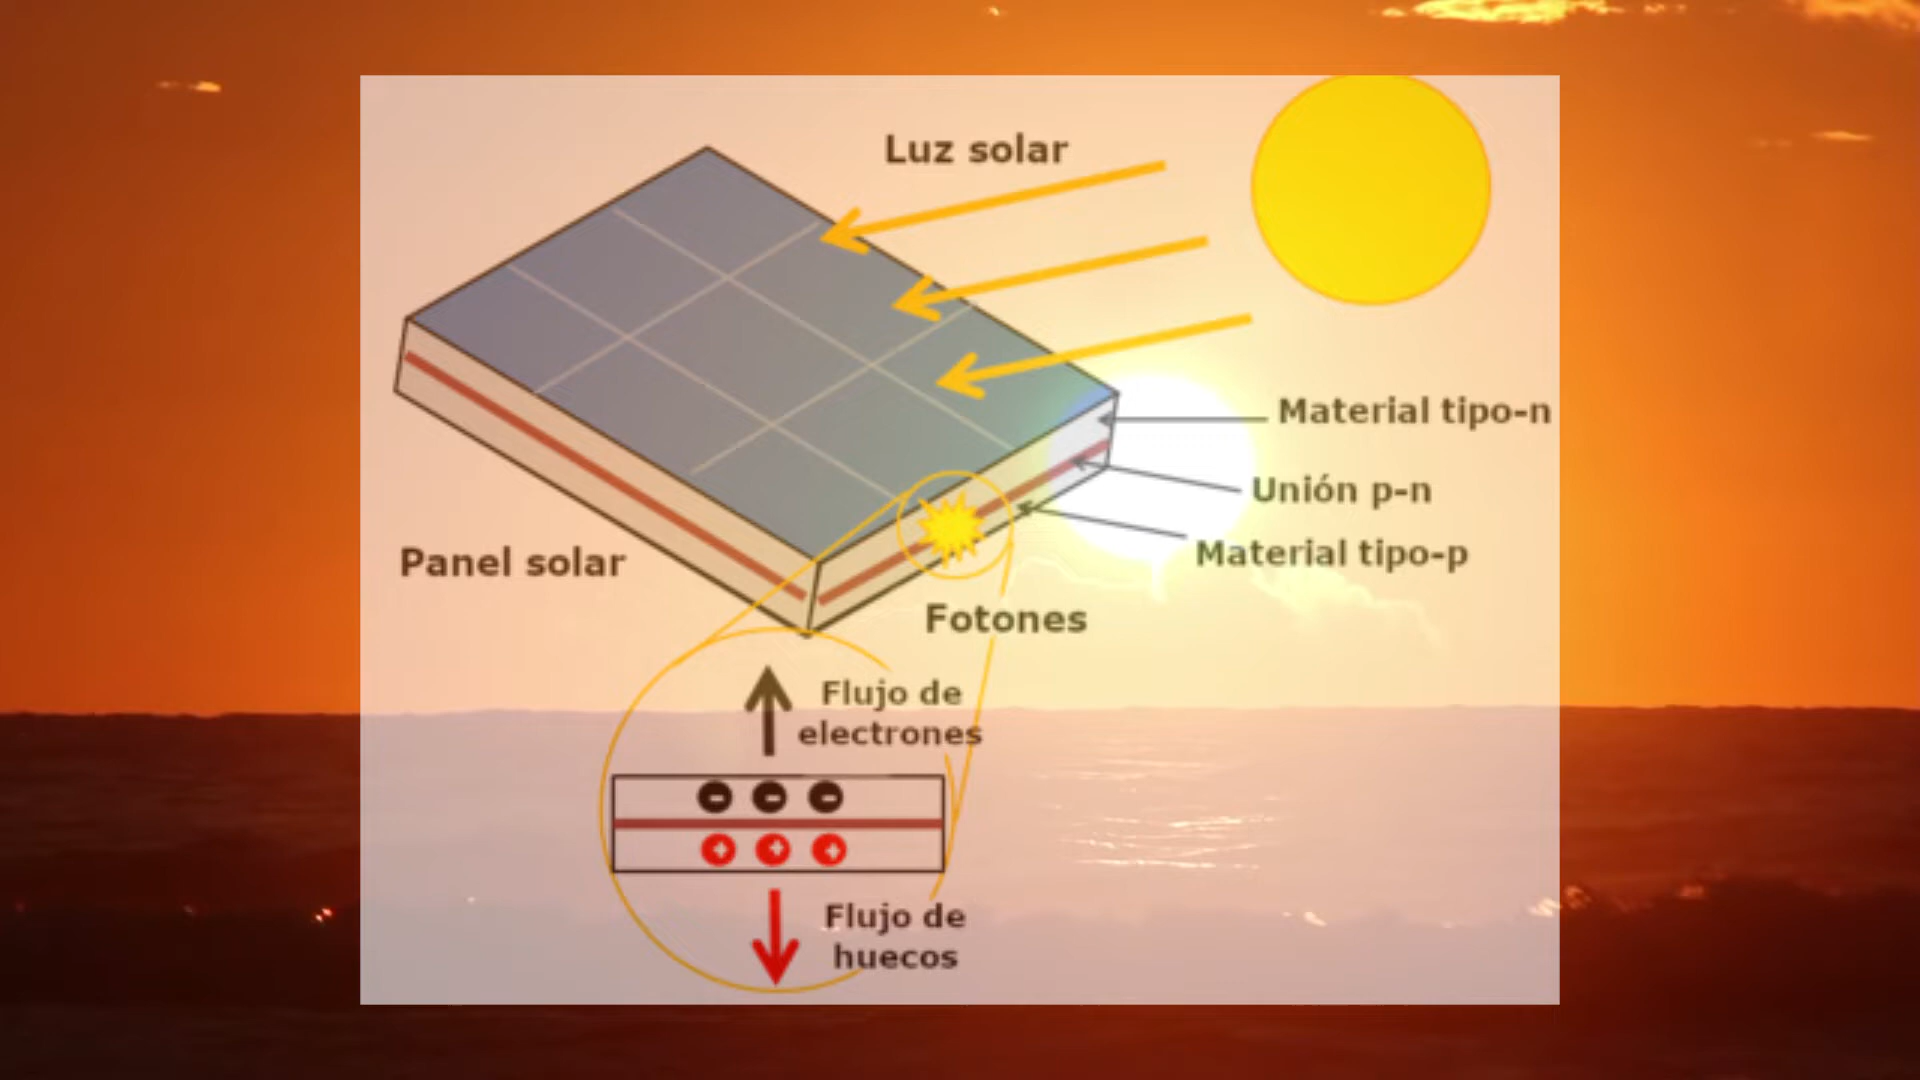 Luz solar
Material tipo-n
Unión p-n
Material tipo-p
Panel solar
Fotones
Flujo de
electrones
Flujo de
huecos